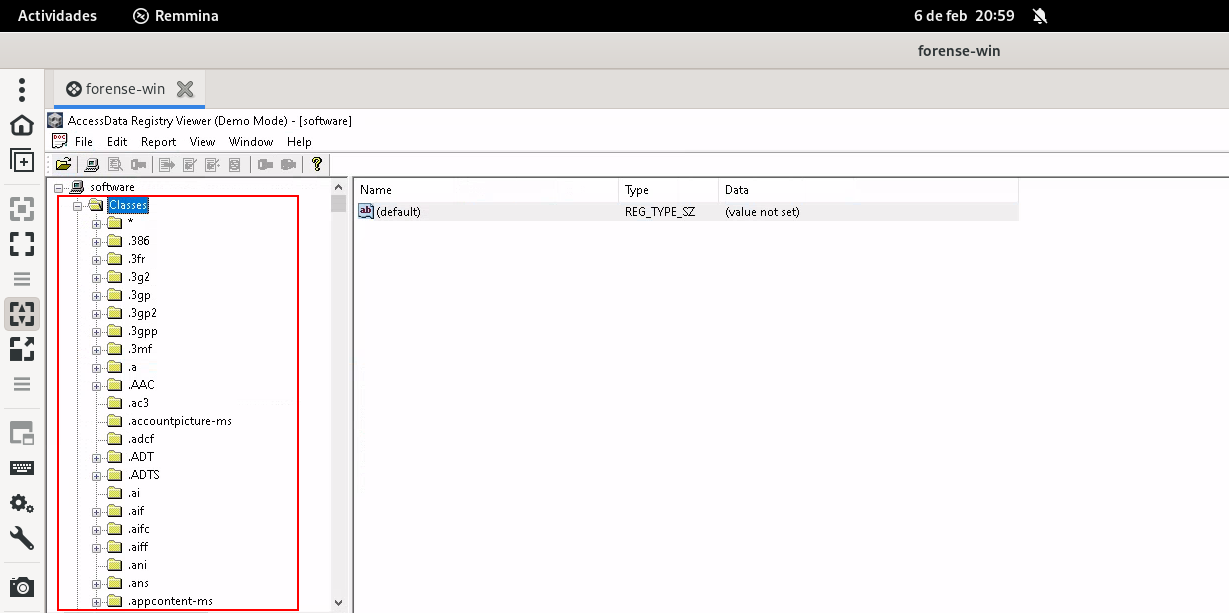 Actividades Remmina 6 de feb 20:59
forense-win
forense-win
AccessData Registry Viewer (Demo Mode) - [software]
File Edit Report View Window Help
software
Classes
*
.386
.3fr
.3g2
.3gp
.3gp2
.3gpp
.3mf
.a
.AAC
.ac3
.accountpicture-ms
.adcf
.ADT
.ADTS
.ai
.aif
.aifc
.aiff
.ani
.ans
.appcontent-ms
Name Type Data
(default) REG_TYPE_SZ (value not set)